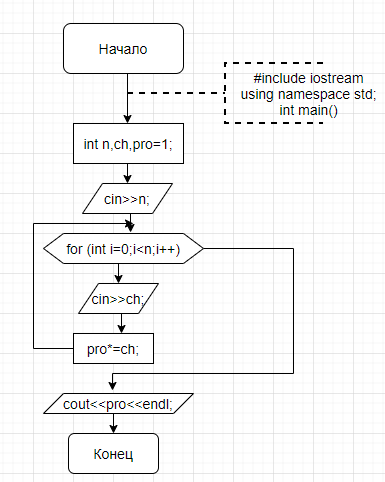 Начало
#include iostream
using namespace std;
int main()
int n,ch,pro=1;
cin>>n;
for (int i=0;i<n;i++)
cin>>ch;
pro*=ch;
cout<<pro<<endl;
Конец